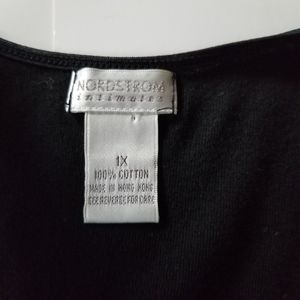 NORDSTROM
intimates
1X
100% COTTON
MADE IN HONG KONG
SEE REVERSE FOR CARE